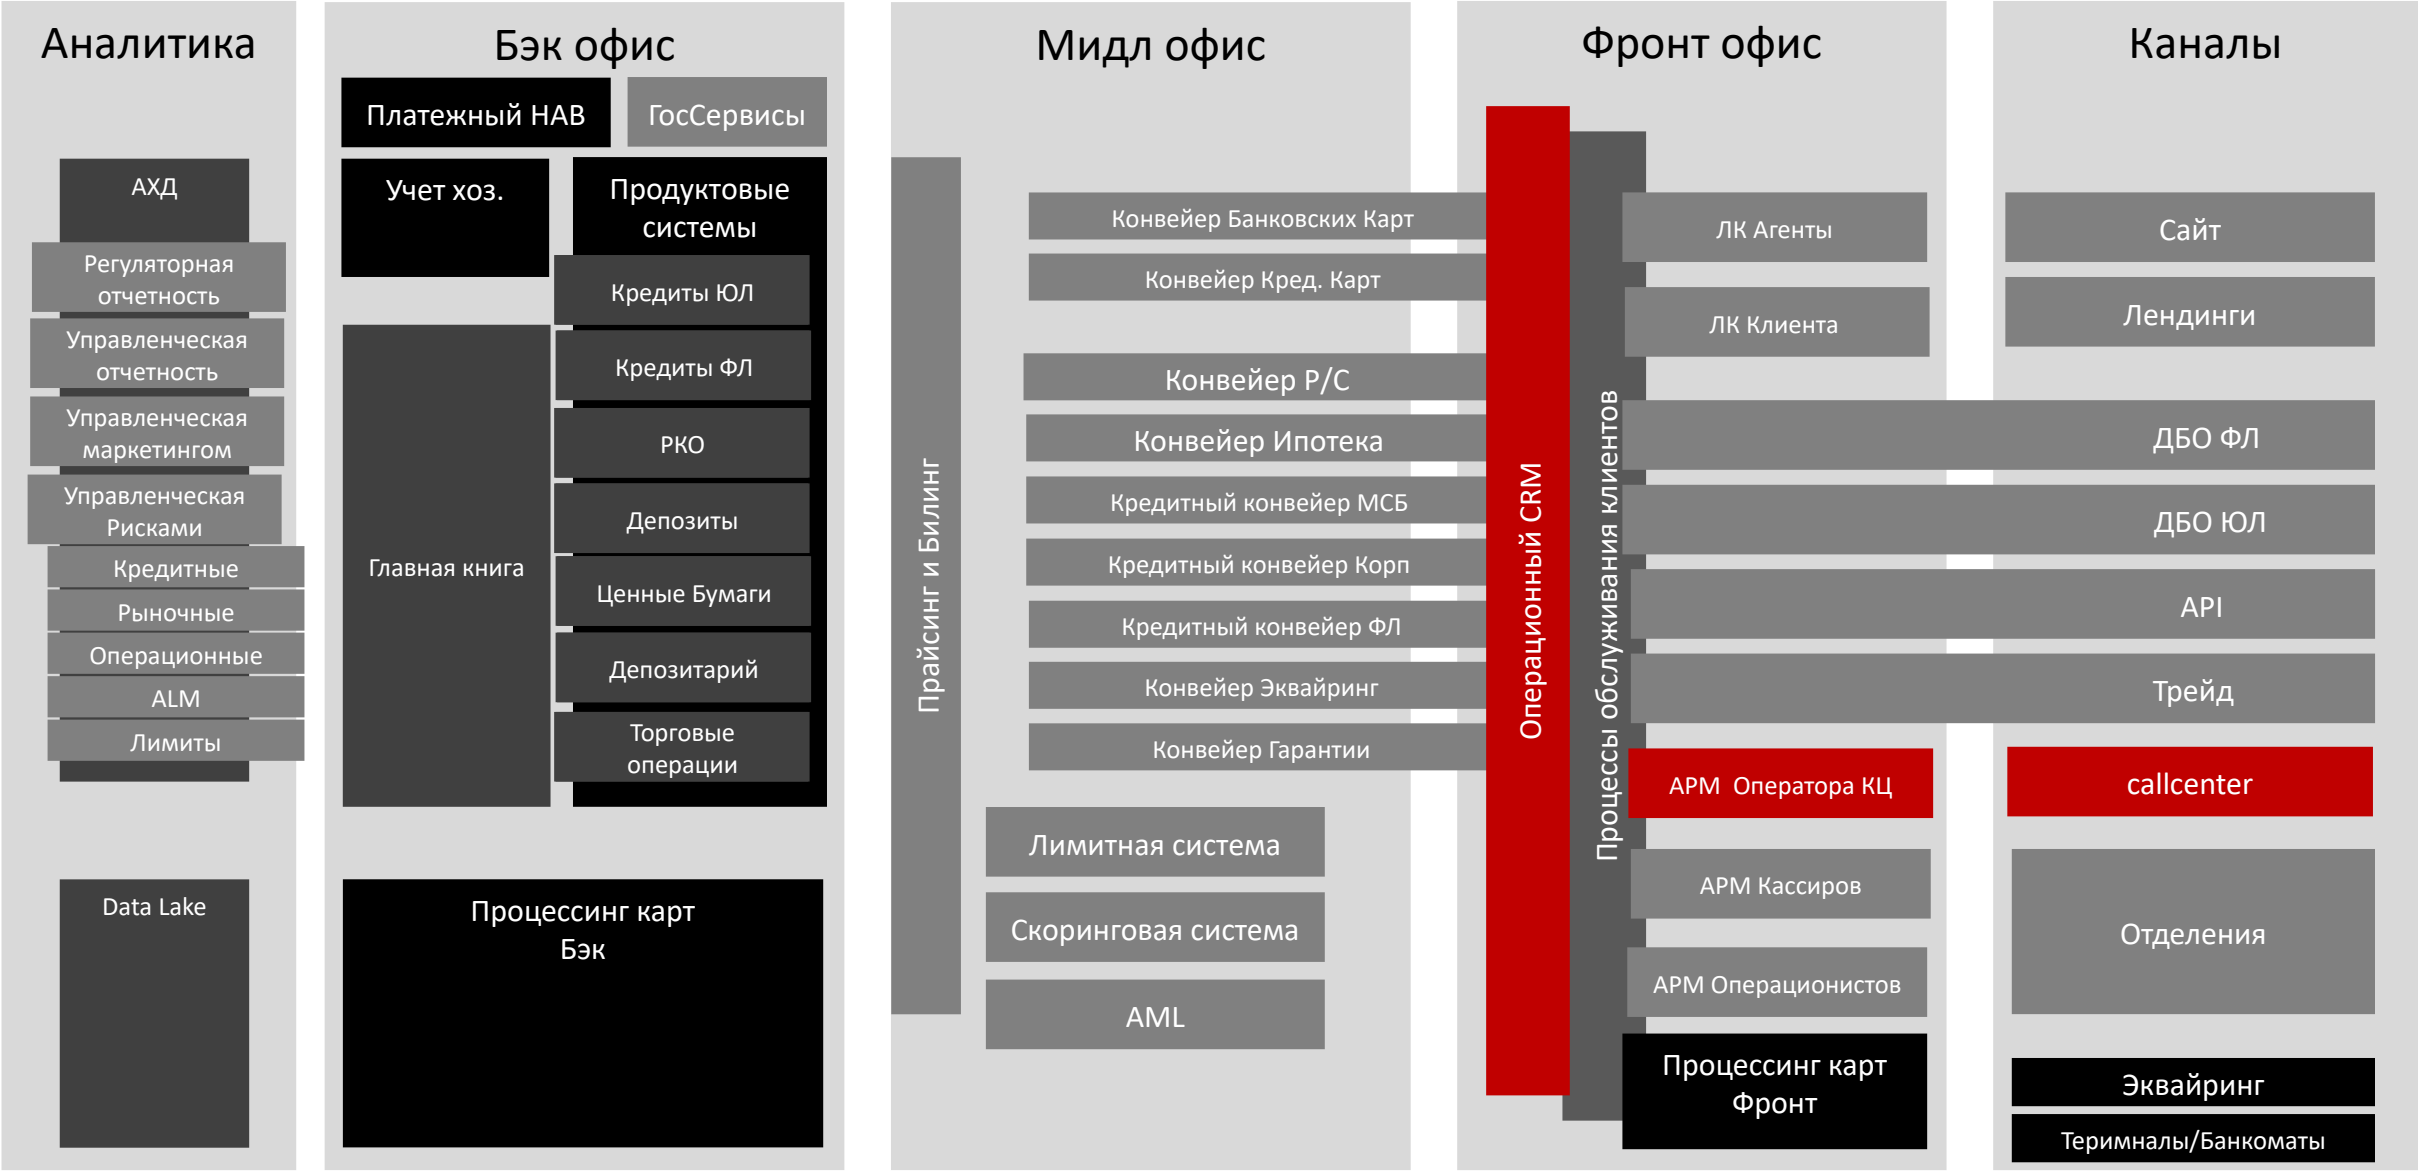 Аналитика
АХД
Регуляторная
отчетность
Управленческая
отчетность
Управленческая
маркетингом
Управленческая
Рисками
Кредитные
Рыночные
Операционные
ALM
Лимиты
Data Lake
Бэк офис
Платежный HAB
ГосСервисы
Учет хоз.
Продуктовые
системы
Главная книга
Кредиты ЮЛ
Кредиты ФЛ
РКО
Депозиты
Ценные Бумаги
Депозитарий
Торговые
операции
Процессинг карт
Бэк
Мидл офис
Прайсинг и Билинг
Конвейер Банковских Карт
Конвейер Кред. Карт
Конвейер Р/С
Конвейер Ипотека
Кредитный конвейер МСБ
Кредитный конвейер Корп
Кредитный конвейер ФЛ
Конвейер Эквайринг
Конвейер Гарантии
Лимитная система
Скоринговая система
AML
Фронт офис
Операционный CRM
Процессы обслуживания клиентов
ЛК Агенты
ЛК Клиента
АРМ Оператора КЦ
АРМ Кассиров
АРМ Операционистов
Процессинг карт
Фронт
Каналы
Сайт
Лендинги
ДБО ФЛ
ДБО ЮЛ
API
Трейд
callcenter
Отделения
Эквайринг
Теримналы/Банкоматы